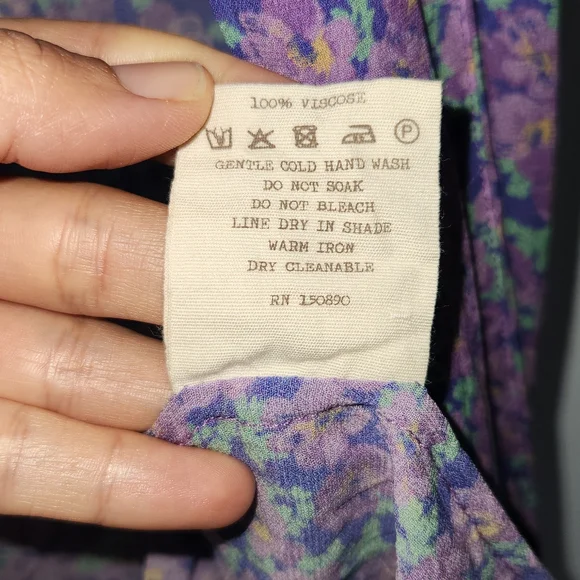 100% VISCOSE
P
GENTLE COLD HAND WASH
DO NOT SOAK
DO NOT BLEACH
LINE DRY IN SHADE
WARM IRON
DRY CLEANABLE
RN 150890